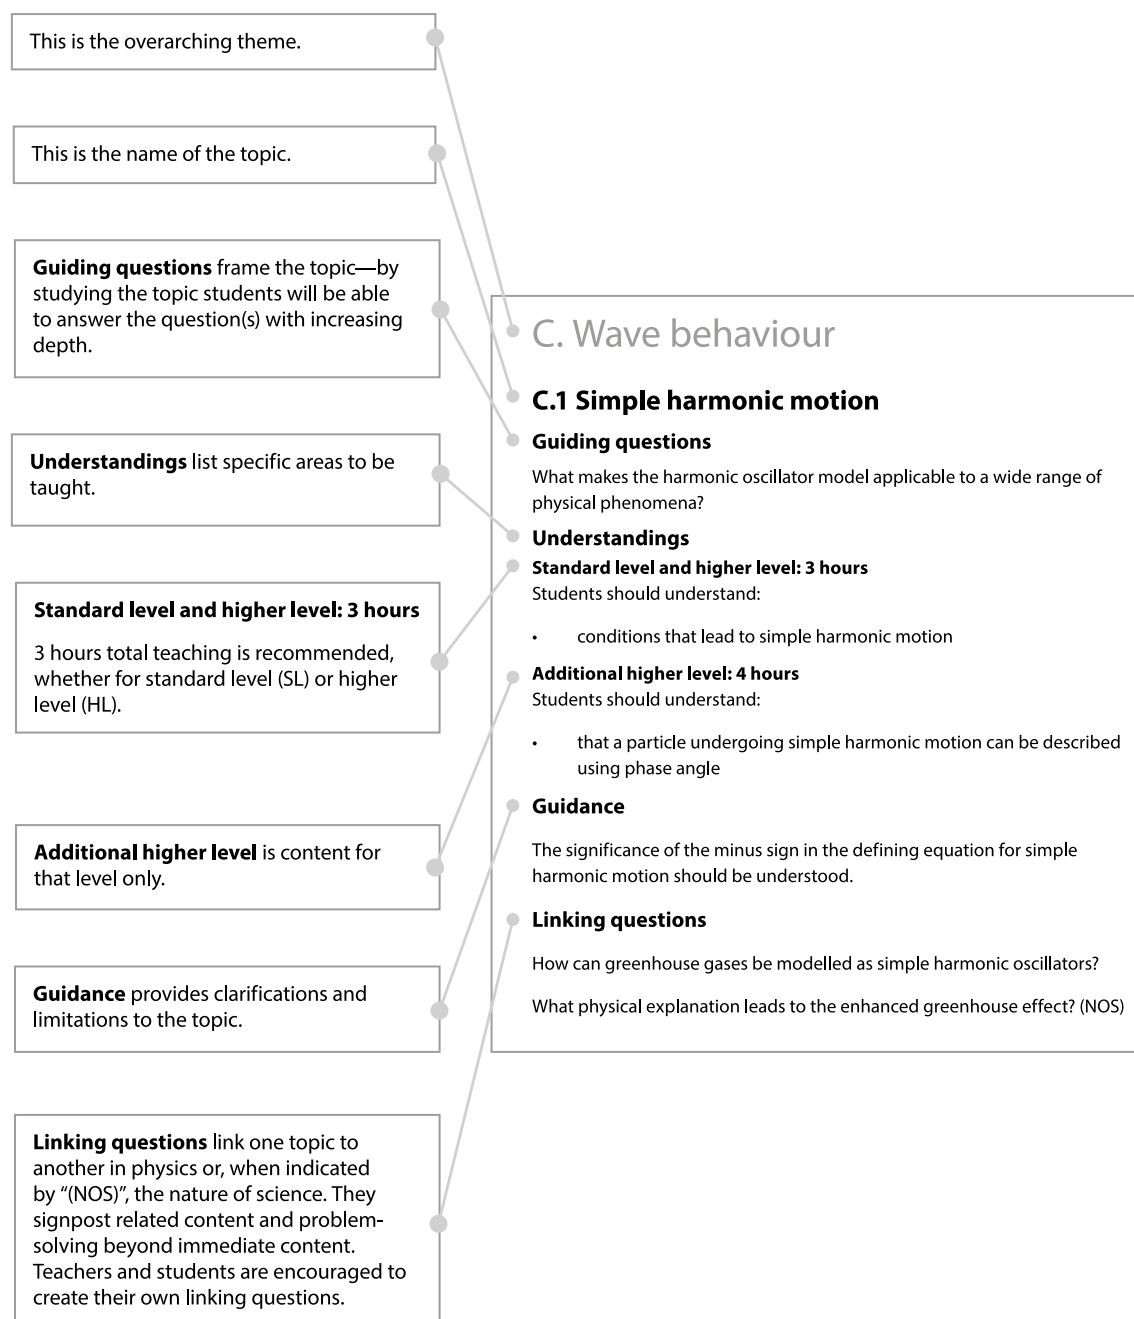 This is the overarching theme.
This is the name of the topic.
Guiding questions frame the topic—by
studying the topic students will be able
to answer the question(s) with increasing
depth.
Understandings list specific areas to be
taught.
Standard level and higher level: 3 hours
3 hours total teaching is recommended,
whether for standard level (SL) or higher
level (HL).
Additional higher level is content for
that level only.
Guidance provides clarifications and
limitations to the topic.
Linking questions link one topic to
another in physics or, when indicated
by “(NOS)”, the nature of science. They
signpost related content and problem-
solving beyond immediate content.
Teachers and students are encouraged to
create their own linking questions.
C. Wave behaviour
C.1 Simple harmonic motion
Guiding questions
What makes the harmonic oscillator model applicable to a wide range of
physical phenomena?
Understandings
Standard level and higher level: 3 hours
Students should understand:
• conditions that lead to simple harmonic motion
Additional higher level: 4 hours
Students should understand:
• that a particle undergoing simple harmonic motion can be described
using phase angle
Guidance
The significance of the minus sign in the defining equation for simple
harmonic motion should be understood.
Linking questions
How can greenhouse gases be modelled as simple harmonic oscillators?
What physical explanation leads to the enhanced greenhouse effect? (NOS)